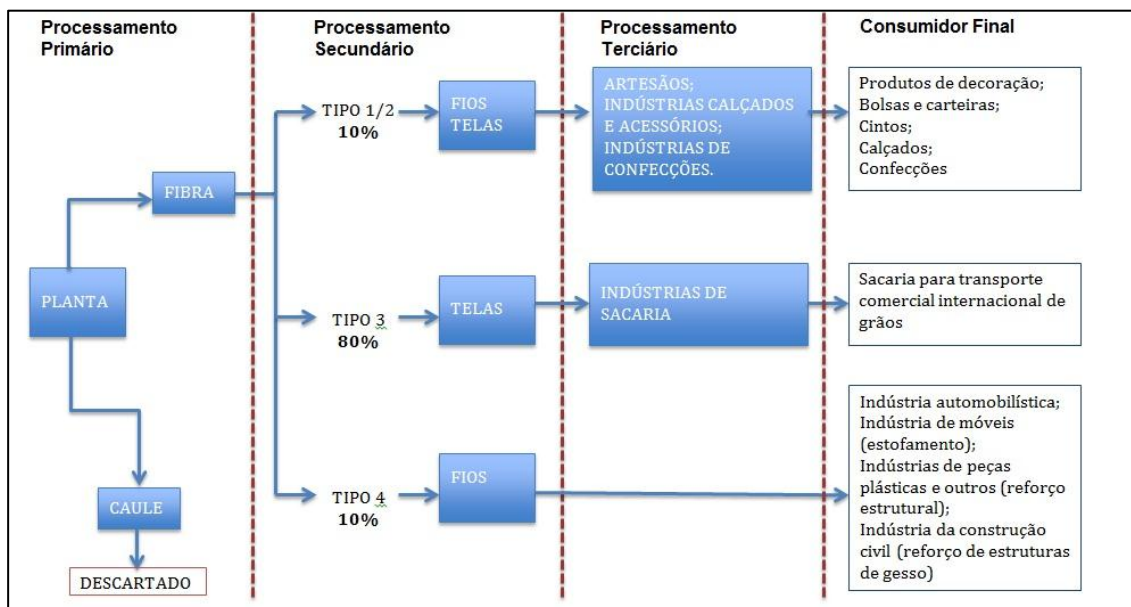 Processamento
Primário
Processamento
Secundário
Processamento
Terciário
Consumidor Final
PLANTA
FIBRA
CAULE
DESCARTADO
TIPO 1/2
10%
FIOS
TELAS
ARTESÃOS;
INDÚSTRIAS CALÇADOS
E ACESSÓRIOS;
INDÚSTRIAS DE
CONFECÇÕES.
Produtos de decoração;
Bolsas e carteiras;
Cintos;
Calçados;
Confecções
TIPO 3
80%
TELAS
INDÚSTRIAS DE
SACARIA
Sacaria para transporte
comercial internacional de
grãos
TIPO 4
10%
FIOS
Indústria automobilística;
Indústria de móveis
(estofamento);
Indústrias de peças
plásticas e outros (reforço
estrutural);
Indústria da construção
civil (reforço de estruturas
de gesso)